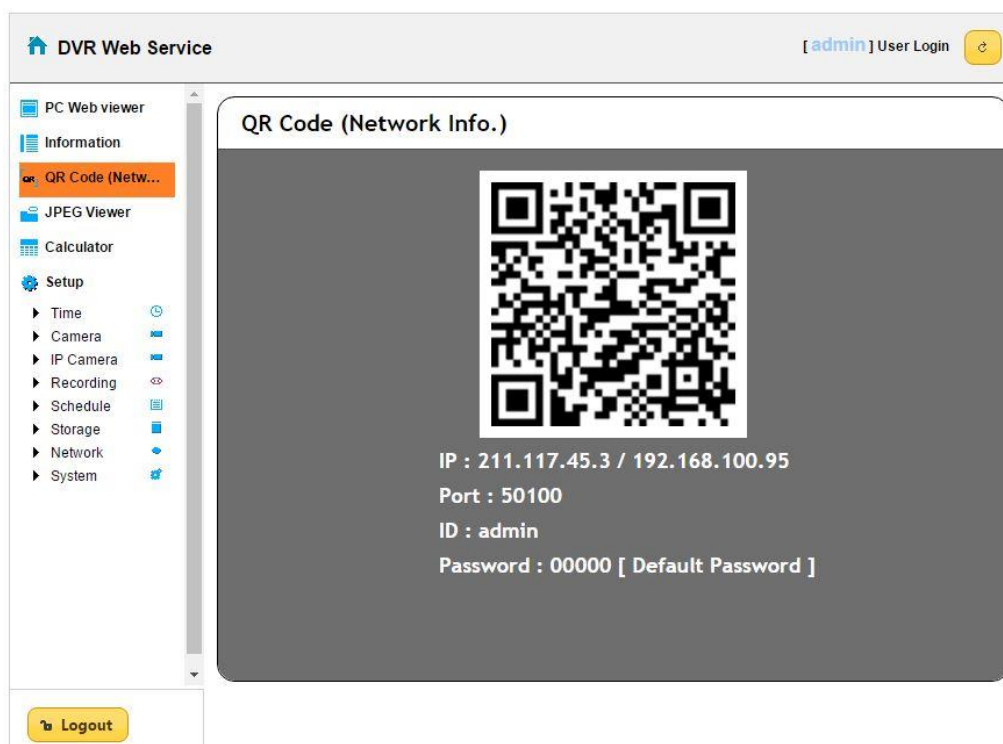 DVR Web Service
[ admin ] User Login
PC Web viewer
Information
QR Code (Netw...
JPEG Viewer
Calculator
Setup
Time
Camera
IP Camera
Recording
Schedule
Storage
Network
System
Logout
QR Code (Network Info.)
IP : 211.117.45.3 / 192.168.100.95
Port : 50100
ID : admin
Password : 00000 [ Default Password ]